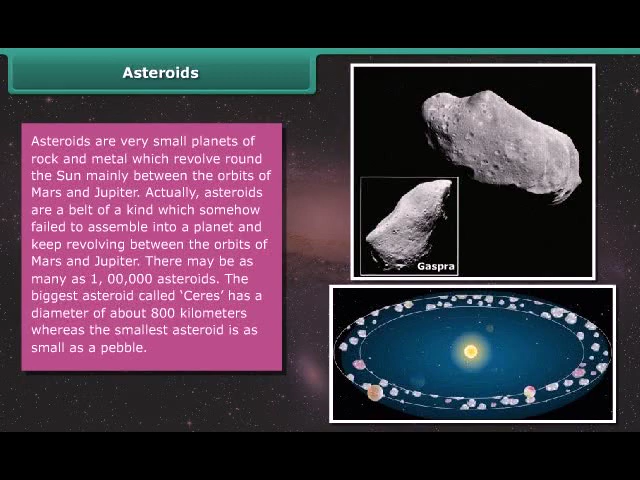 Asteroids
Asteroids are very small planets of
rock and metal which revolve round
the Sun mainly between the orbits of
Mars and Jupiter. Actually, asteroids
are a belt of a kind which somehow
failed to assemble into a planet and
keep revolving between the orbits of
Mars and Jupiter. There may be as
many as 1, 00,000 asteroids. The
biggest asteroid called ‘Ceres’ has a
diameter of about 800 kilometers
whereas the smallest asteroid is as
small as a pebble.
Gaspra